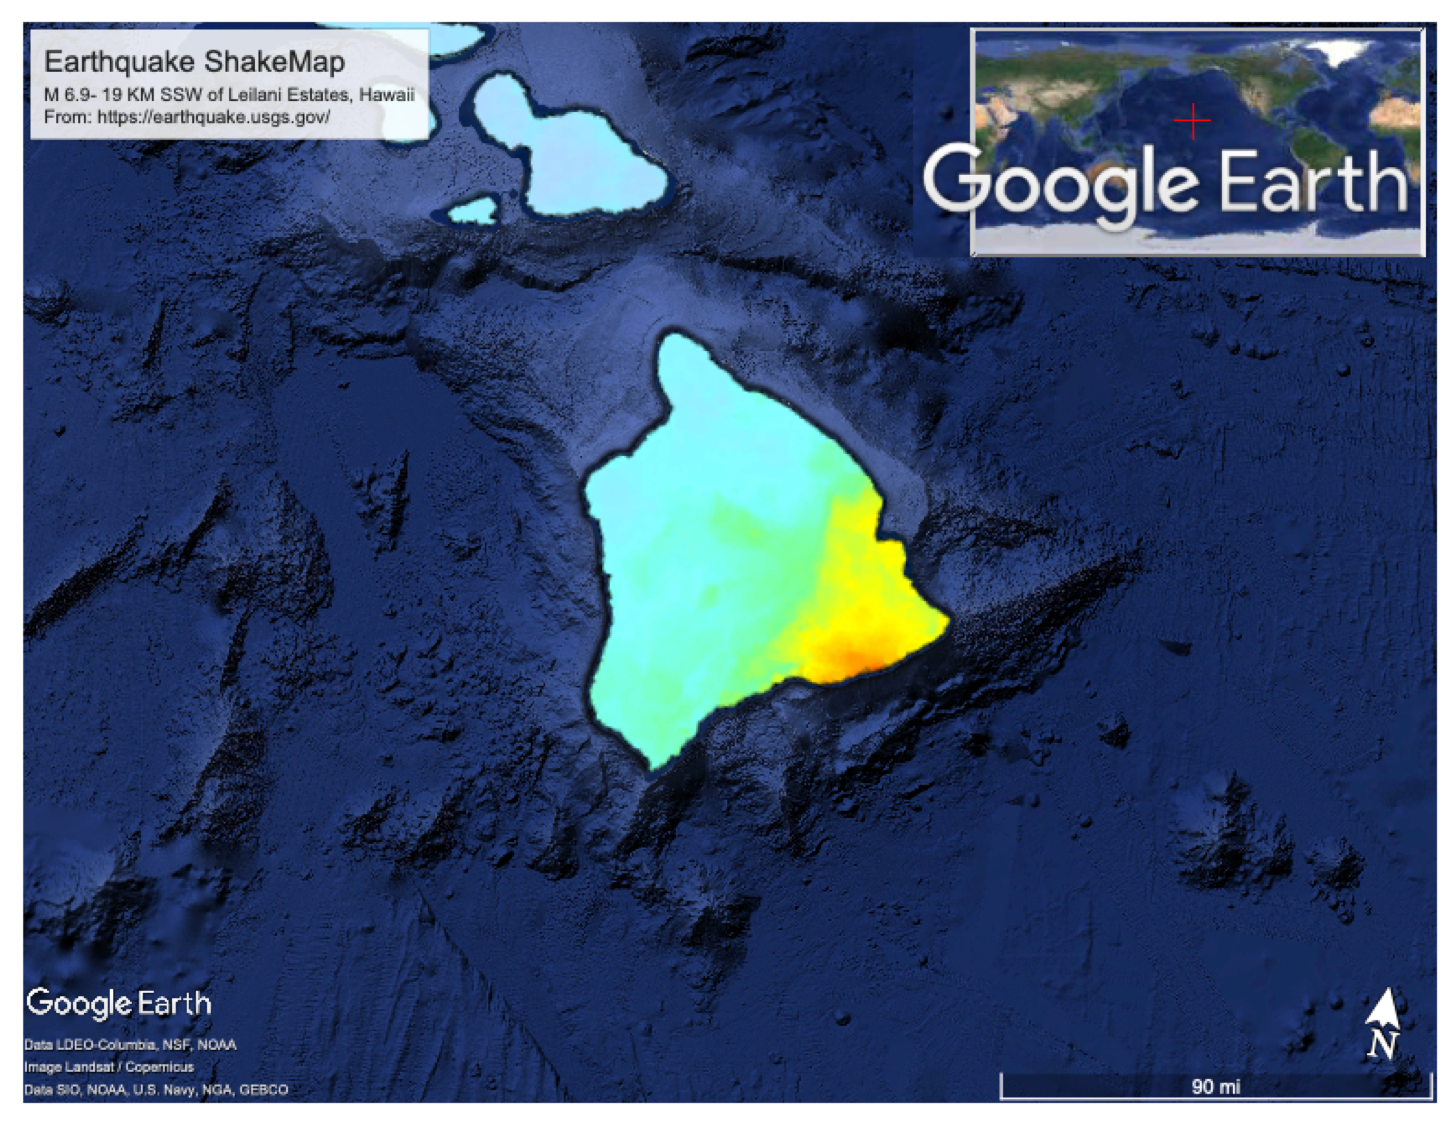 Earthquake ShakeMap
M 6.9- 19 KM SSW of Leilani Estates, Hawaii
From: https://earthquake.usgs.gov/
Google Earth
Google Earth
Data LDEO-Columbia, NSF, NOAA
Image Landsat / Copernicus
Data SIO, NOAA, U.S. Navy, NGA, GEBCO
N
90 mi